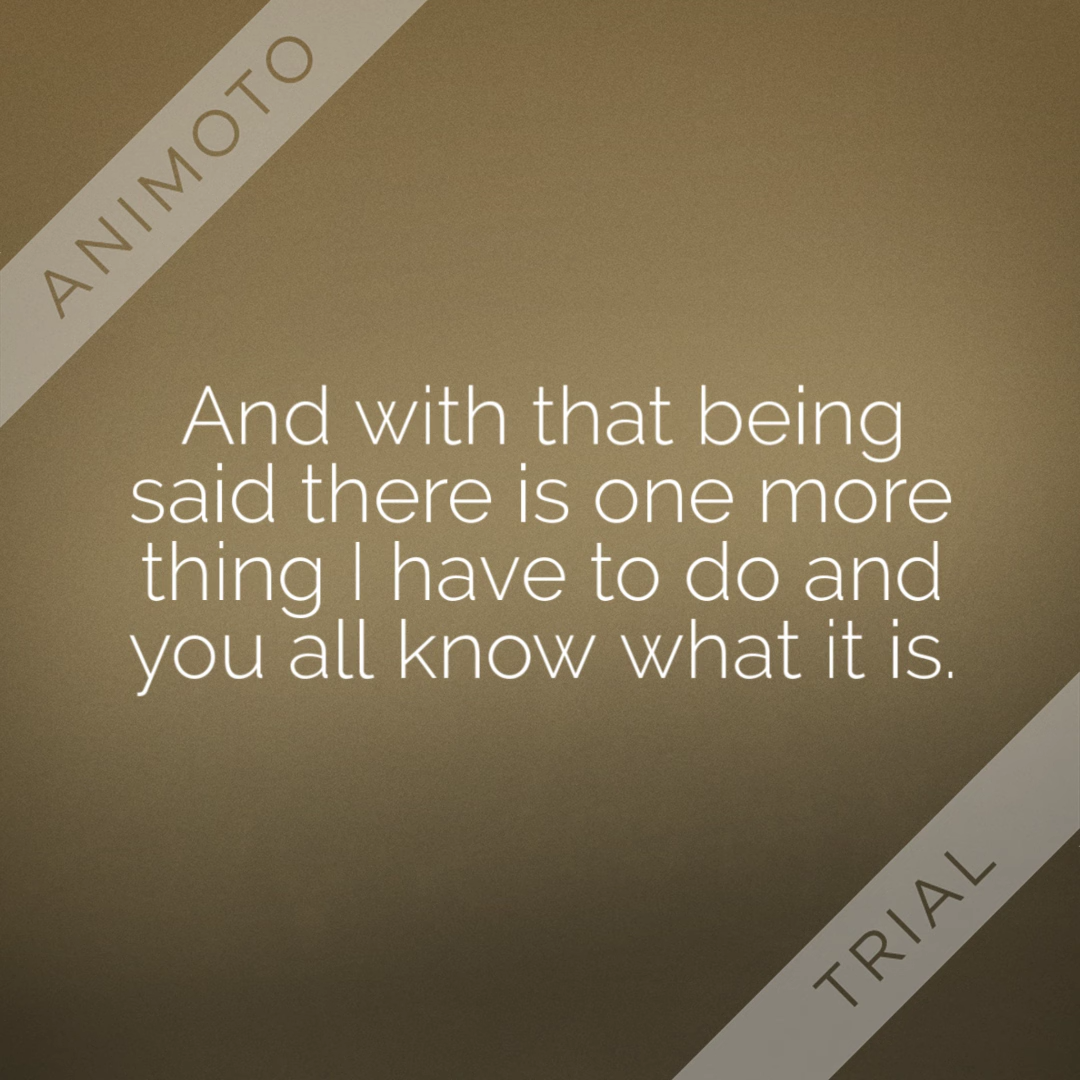 ANIMOTO
And with that being
said there is one more
thing I have to do and
you all know what it is.
TRIAL